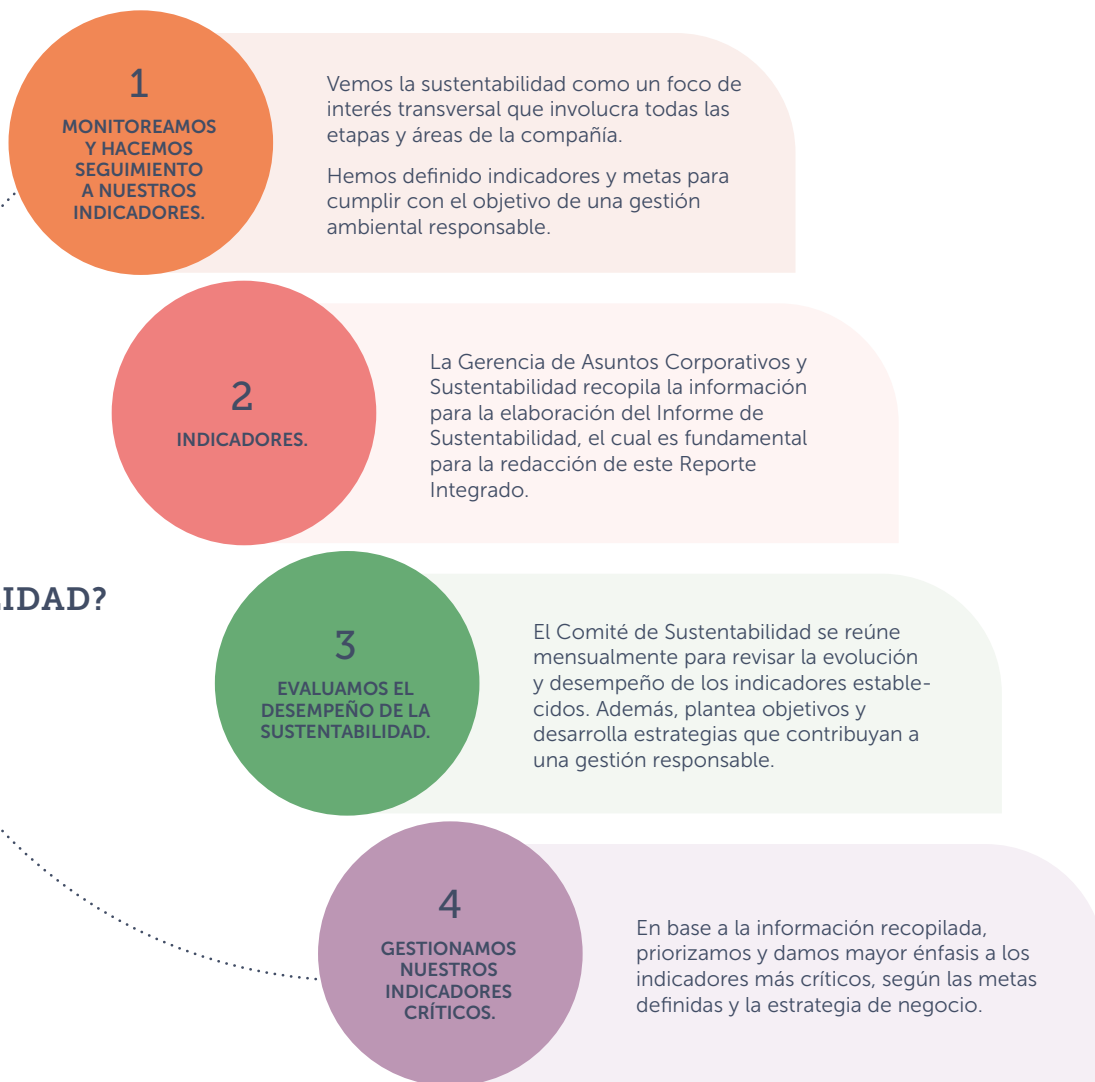 1
MONITOREAMOS
Y HACEMOS
SEGUIMIENTO
A NUESTROS
INDICADORES.
Vemos la sustentabilidad como un foco de
interés transversal que involucra todas las
etapas y áreas de la compañía.
Hemos definido indicadores y metas para
cumplir con el objetivo de una gestión
ambiental responsable.
2
INDICADORES.
La Gerencia de Asuntos Corporativos y
Sustentabilidad recopila la información
para la elaboración del Informe de
Sustentabilidad, el cual es fundamental
para la redacción de este Reporte
Integrado.
LIDAD?
3
EVALUAMOS EL
DESEMPEÑO DE LA
SUSTENTABILIDAD.
El Comité de Sustentabilidad se reúne
mensualmente para revisar la evolución
y desempeño de los indicadores estable-
cidos. Además, plantea objetivos y
desarrolla estrategias que contribuyan a
una gestión responsable.
4
GESTIONAMOS
NUESTROS
INDICADORES
CRÍTICOS.
En base a la información recopilada,
priorizamos y damos mayor énfasis a los
indicadores más críticos, según las metas
definidas y la estrategia de negocio.